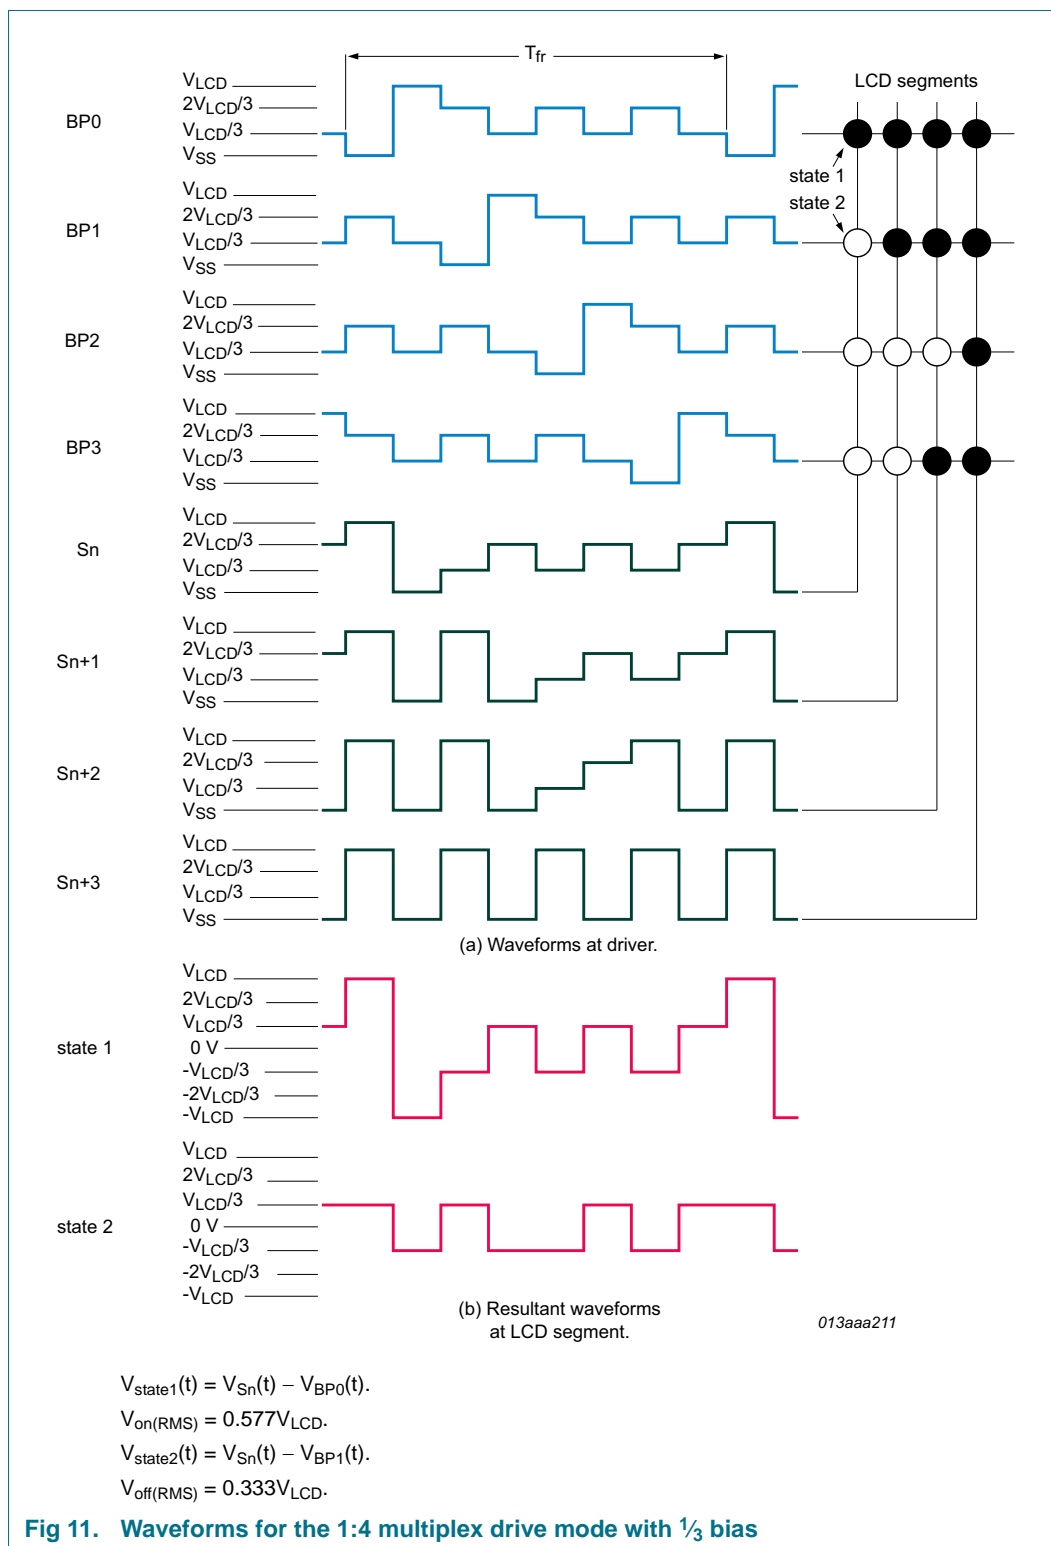 Tfr
LCD segments
BP0
VLCD
2VLCD/3
VLCD/3
VSS
state 1
state 2
BP1
VLCD
2VLCD/3
VLCD/3
VSS
BP2
VLCD
2VLCD/3
VLCD/3
VSS
BP3
VLCD
2VLCD/3
VLCD/3
VSS
Sn
VLCD
2VLCD/3
VLCD/3
VSS
Sn+1
VLCD
2VLCD/3
VLCD/3
VSS
Sn+2
VLCD
2VLCD/3
VLCD/3
VSS
Sn+3
VLCD
2VLCD/3
VLCD/3
VSS
(a) Waveforms at driver.
state 1
VLCD
2VLCD/3
VLCD/3
0 V
-VLCD/3
-2VLCD/3
-VLCD
state 2
VLCD
2VLCD/3
VLCD/3
0 V
-VLCD/3
-2VLCD/3
-VLCD
(b) Resultant waveforms
at LCD segment.
013aaa211
Vstate1(t) = VSn(t) − VBP0(t).
Von(RMS) = 0.577VLCD.
Vstate2(t) = VSn(t) − VBP1(t).
Voff(RMS) = 0.333VLCD.
Fig 11. Waveforms for the 1:4 multiplex drive mode with 1⁄3 bias